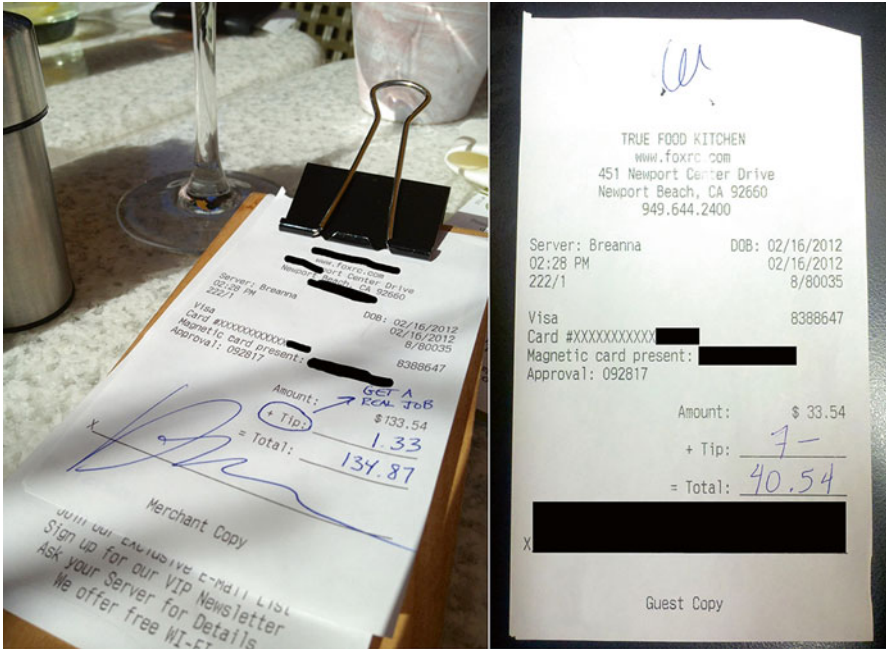 www.foxrc.com
port Center Drive
Newport Beach, CA 92660
Server: Breanna DOB: 02/16/2012
02:28 PM 02/16/2012
222/1 8/80035
Visa 8388647
Card #XXXXXXXXXXXX
Magnetic card present:
Approval: 092817
GET A
REAL JOB
Amount: $133.54
+ Tip: 1.33
= Total: 134.87
X
Merchant Copy
Join our Exclusive E-Mail List
Sign up for our VIP Newsletter
Ask your Server for Details
We offer free WI-FI
TRUE FOOD KITCHEN
www.foxrc.com
451 Newport Center Drive
Newport Beach, CA 92660
949.644.2400
Server: Breanna DOB: 02/16/2012
02:28 PM 02/16/2012
222/1 8/80035
Visa 8388647
Card #XXXXXXXXXXXX
Magnetic card present:
Approval: 092817
Amount: $ 33.54
+ Tip: 7—
= Total: 40.54
X
Guest Copy